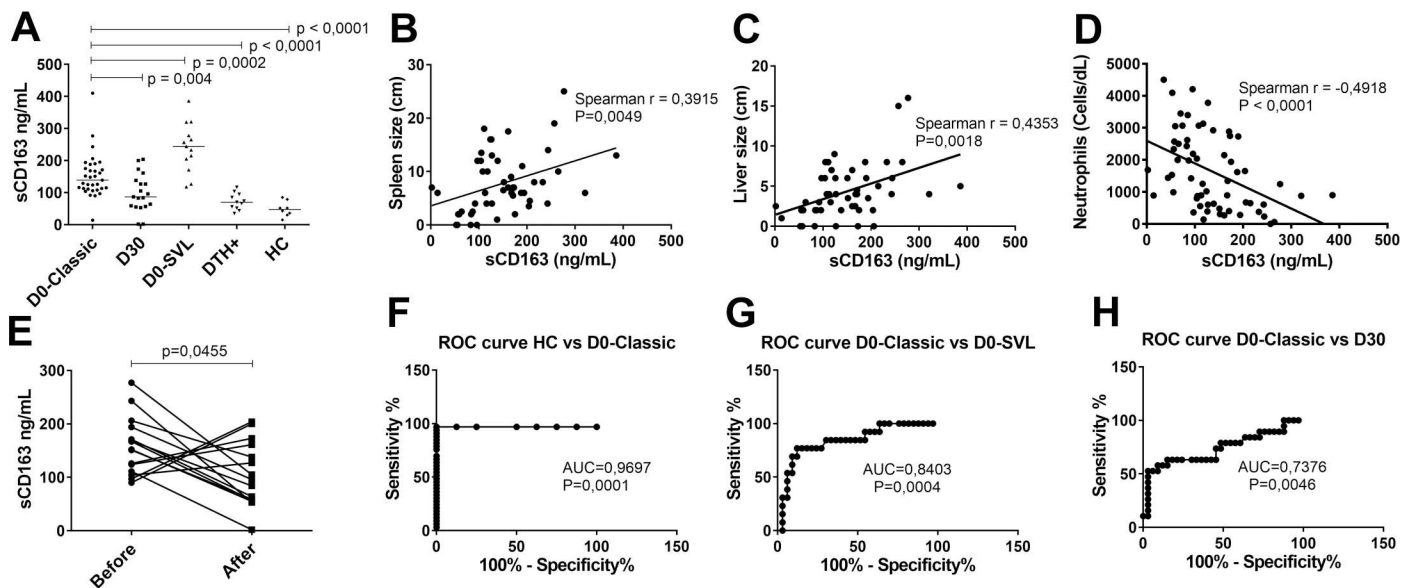 A
p < 0,0001
p < 0,0001
p = 0,0002
p = 0,004
500
400
300
200
100
0
sCD163 ng/mL
D0-Classic
D30
D0-SVL
DTH+
HC
B
Spleen size (cm)
30
20
10
0
Spearman r = 0,3915
P=0,0049
0 100 200 300 400 500
sCD163 (ng/mL)
C
Liver size (cm)
20
15
10
5
0
Spearman r = 0,4353
P=0,0018
0 100 200 300 400 500
sCD163 (ng/mL)
D
Neutrophils (Cells/dL)
5000
4000
3000
2000
1000
0
Spearman r = -0,4918
P < 0,0001
0 100 200 300 400 500
sCD163 (ng/mL)
E
p=0,0455
sCD163 ng/mL
300
200
100
0
Before
After
F
ROC curve HC vs D0-Classic
Sensitivity %
150
100
50
0
AUC=0,9697
P=0,0001
0 50 100 150
100% - Specificity%
G
ROC curve D0-Classic vs D0-SVL
Sensitivity %
150
100
50
0
AUC=0,8403
P=0,0004
0 50 100 150
100% - Specificity%
H
ROC curve D0-Classic vs D30
Sensitivity %
150
100
50
0
AUC=0,7376
P=0,0046
0 50 100 150
100% - Specificity%